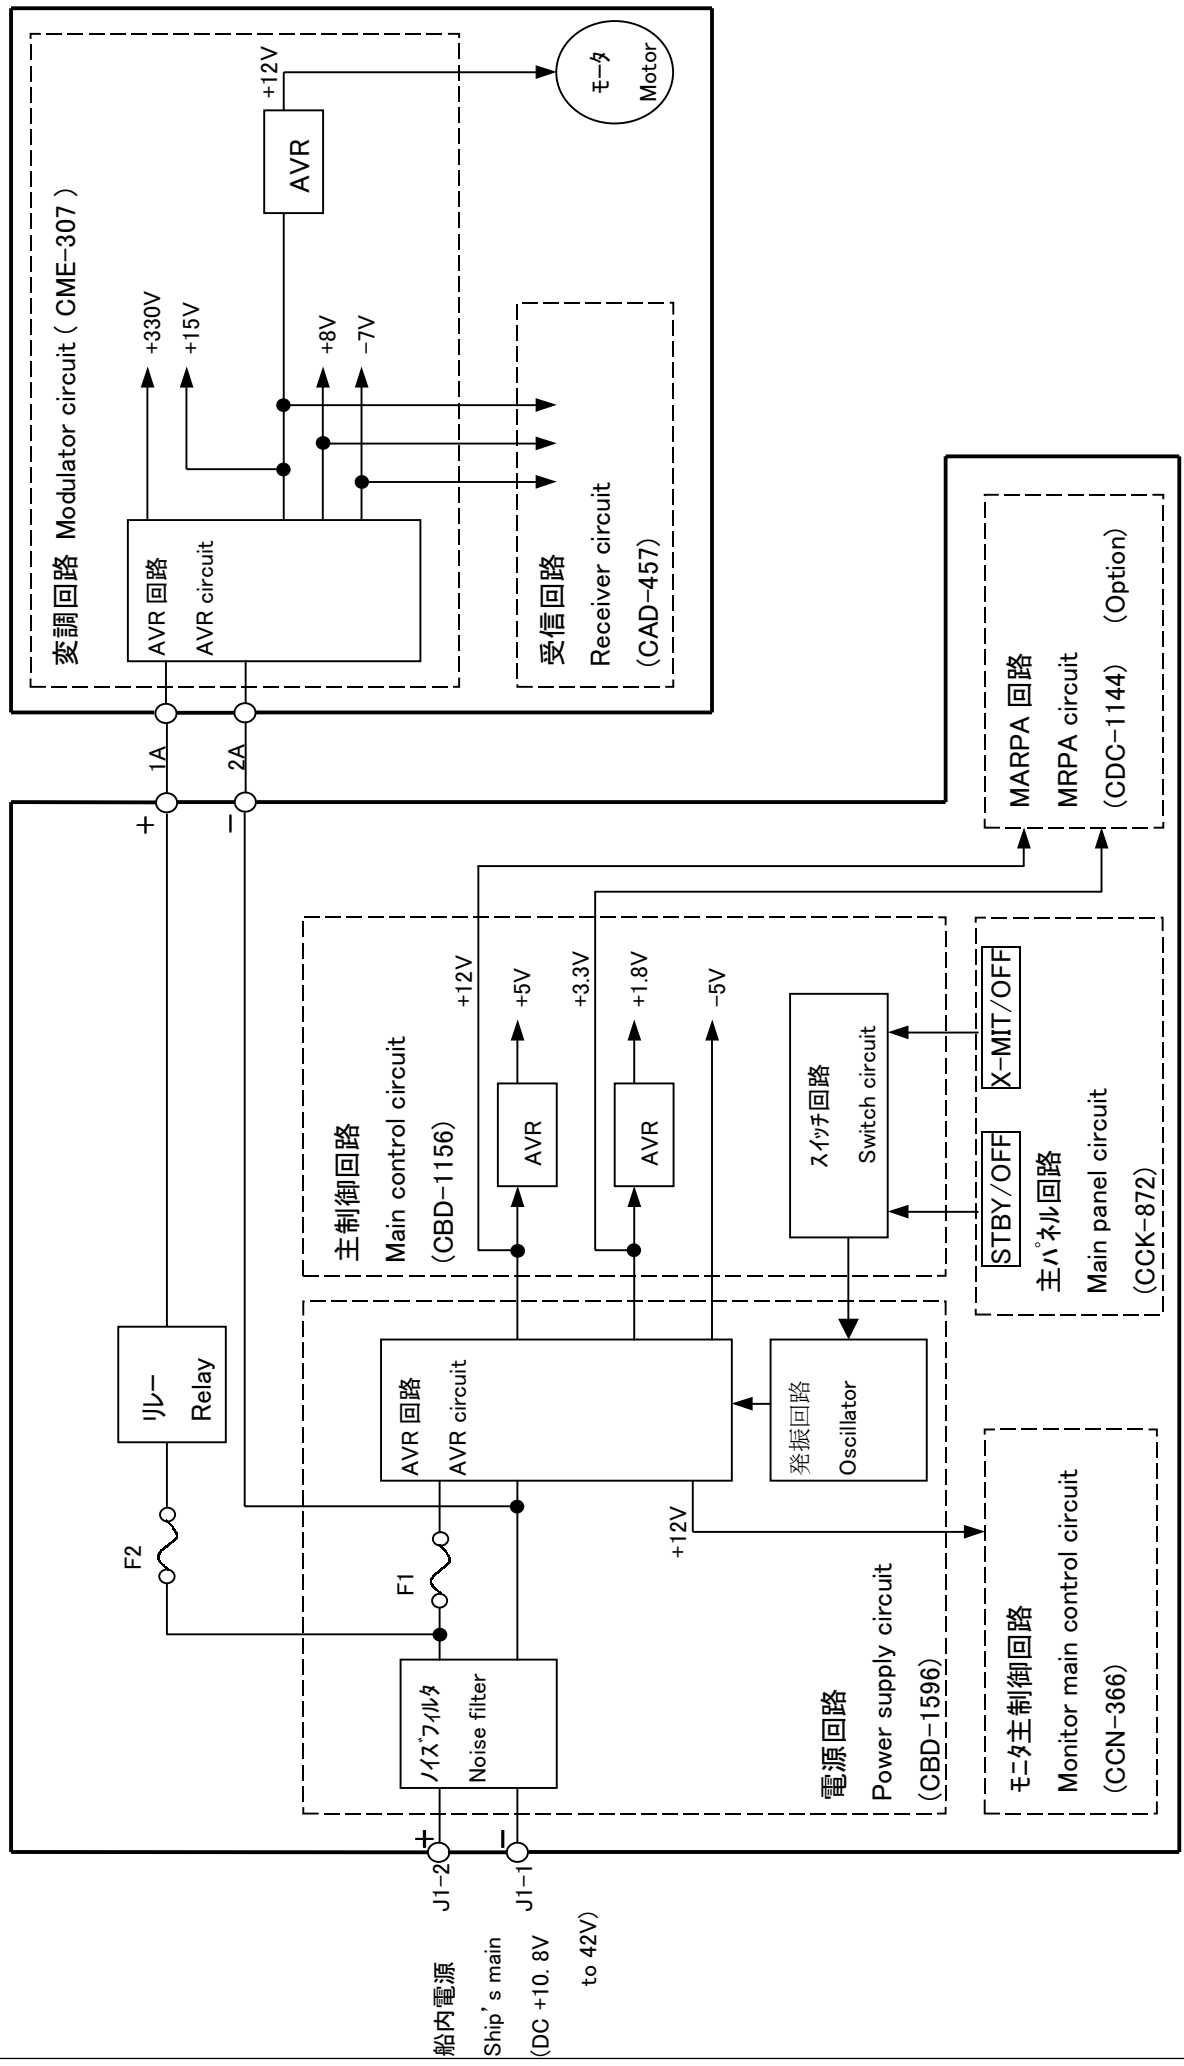 船内電源
Ship's main
(DC +10. 8V
to 42V)
J1-2
+
J1-1
−
ノイズフィルタ
Noise filter
F1
F2
リレー
Relay
AVR 回路
AVR circuit
+12V
発振回路
Oscillator
電源回路
Power supply circuit
(CBD-1596)
モニタ主制御回路
Monitor main control circuit
(CCN-366)
主制御回路
Main control circuit
(CBD-1156)
+12V
AVR
+5V
+3.3V
AVR
+1.8V
-5V
スイッチ回路
Switch circuit
STBY/OFF
X-MIT/OFF
主パネル回路
Main panel circuit
(CCK-872)
MARPA 回路
MRPA circuit
(CDC-1144) (Option)
+
−
1A
2A
変調回路 Modulator circuit ( CME-307 )
AVR 回路
AVR circuit
+330V
+15V
+8V
-7V
AVR
+12V
モータ
Motor
受信回路
Receiver circuit
(CAD-457)